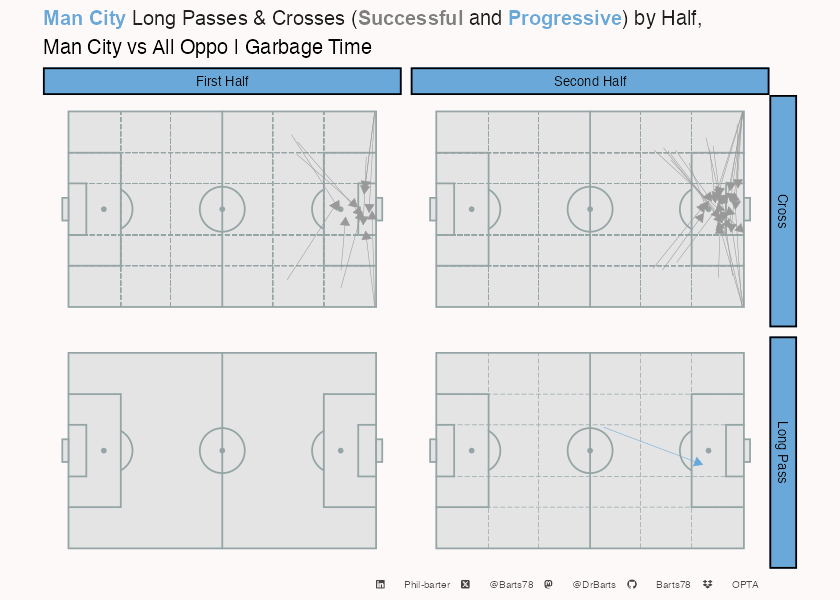 Man City Long Passes & Crosses (Successful and Progressive) by Half,
Man City vs All Oppo I Garbage Time
First Half
Second Half
Cross
Long Pass
Phil-barter @Barts78 @DrBarts Barts78 OPTA